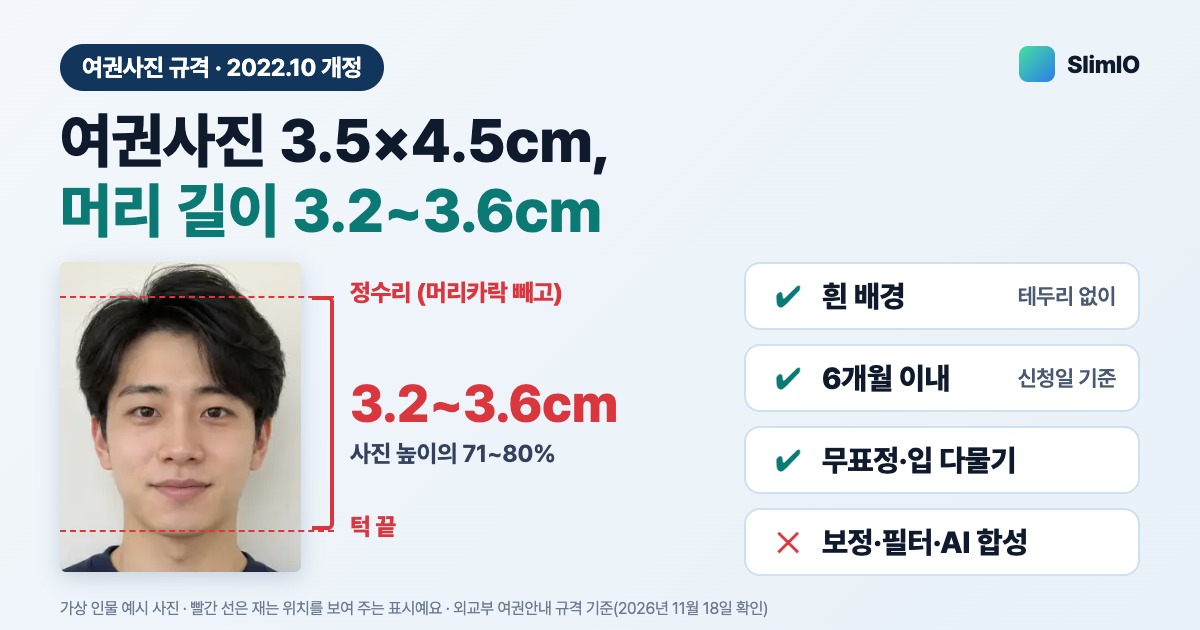 여권사진 규격 · 2022.10 개정
SlimIO
여권사진 3.5×4.5cm,
머리 길이 3.2~3.6cm
정수리 (머리카락 빼고)
3.2~3.6cm
사진 높이의 71~80%
턱 끝
흰 배경 테두리 없이
6개월 이내 신청일 기준
무표정·입 다물기
보정·필터·AI 합성
가상 인물 예시 사진 · 빨간 선은 재는 위치를 보여 주는 표시예요 · 외교부 여권안내 규격 기준(2026년 11월 18일 확인)